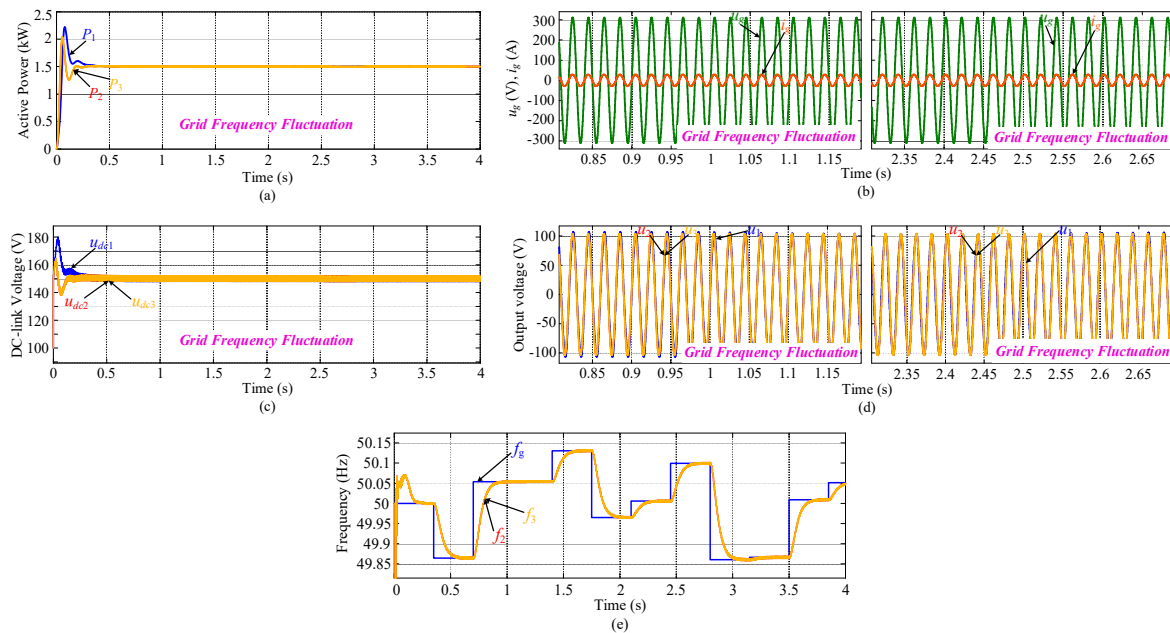 Active Power (kW)
2.5
2
1.5
1
0.5
0
P1
P3
P2
Grid Frequency Fluctuation
0 0.5 1 1.5 2 2.5 3 3.5 4
Time (s)
(a)
ug (V), ig (A)
300
200
100
0
-100
-200
-300
ug
ig
Grid Frequency Fluctuation
0.85 0.9 0.95 1 1.05 1.1 1.15
ug
ig
Grid Frequency Fluctuation
2.35 2.4 2.45 2.5 2.55 2.6 2.65
Time (s)
(b)
DC-link Voltage (V)
180
160
140
120
100
udc1
udc2 udc3
Grid Frequency Fluctuation
0 0.5 1 1.5 2 2.5 3 3.5 4
Time (s)
(c)
Output voltage (V)
100
50
0
-50
-100
u1
Grid Frequency Fluctuation
0.85 0.9 0.95 1 1.05 1.1 1.15
u1
Grid Frequency Fluctuation
2.35 2.4 2.45 2.5 2.55 2.6 2.65
Time (s)
(d)
Frequency (Hz)
50.15
50.1
50.05
50
49.95
49.9
49.85
fg
f3
f2
0 0.5 1 1.5 2 2.5 3 3.5 4
Time (s)
(e)